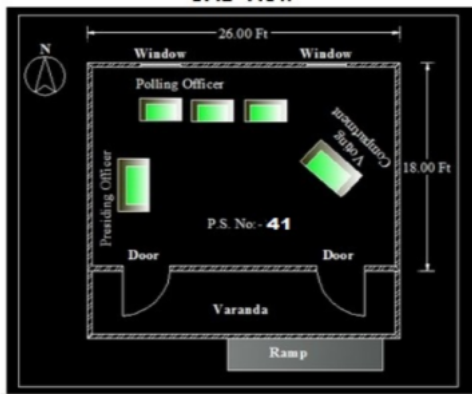 26.00 Ft
N
Window
Window
Polling Officer
Voting
Compartment
18.00 Ft
Presiding Officer
P.S. No:- 41
Door
Door
Varanda
Ramp